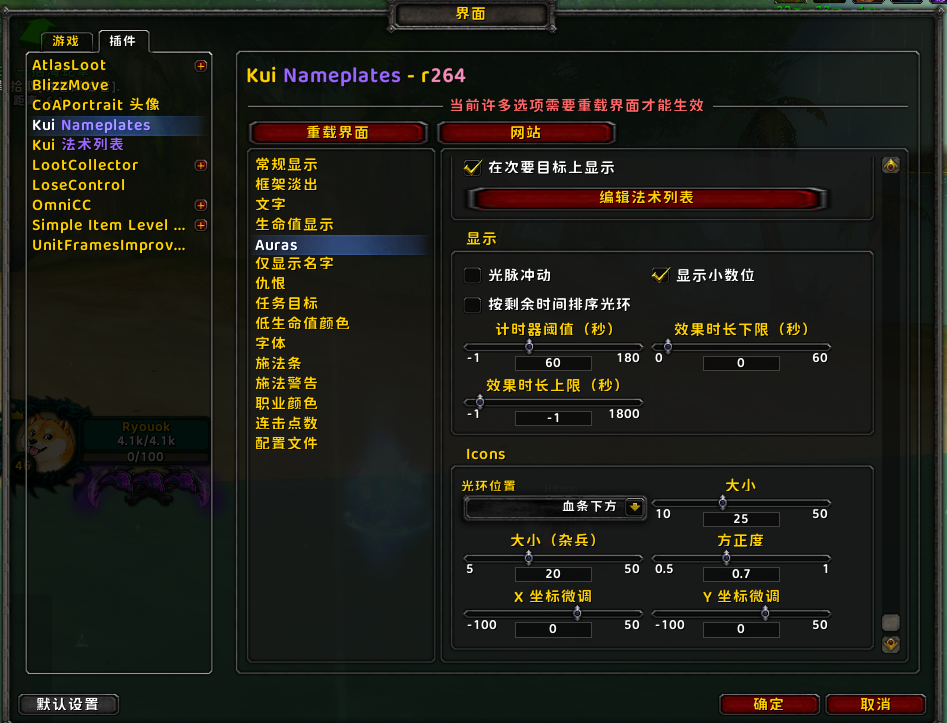 界面
游戏
插件
AtlasLoot
BlizzMove
CoAPortrait 头像
Kui Nameplates
Kui 法术列表
LootCollector
LoseControl
OmniCC
Simple Item Level ...
UnitFramesImprov...
Ryouok
4.1k/4.1k
0/100
46
Kui Nameplates - r264
当前许多选项需要重载界面才能生效
重载界面
网站
常规显示
框架淡出
文字
生命值显示
Auras
仅显示名字
仇恨
任务目标
低生命值颜色
字体
施法条
施法警告
职业颜色
连击点数
配置文件
在次要目标上显示
编辑法术列表
显示
光脉冲动
显示小数位
按剩余时间排序光环
计时器阈值（秒）
效果时长下限（秒）
-1 60 180
0 0 60
效果时长上限（秒）
-1 -1 1800
Icons
光环位置
大小
血条下方
10 25 50
大小（杂兵）
方正度
5 20 50
0.5 0.7 1
X 坐标微调
Y 坐标微调
-100 0 50
-100 0 50
默认设置
确定
取消